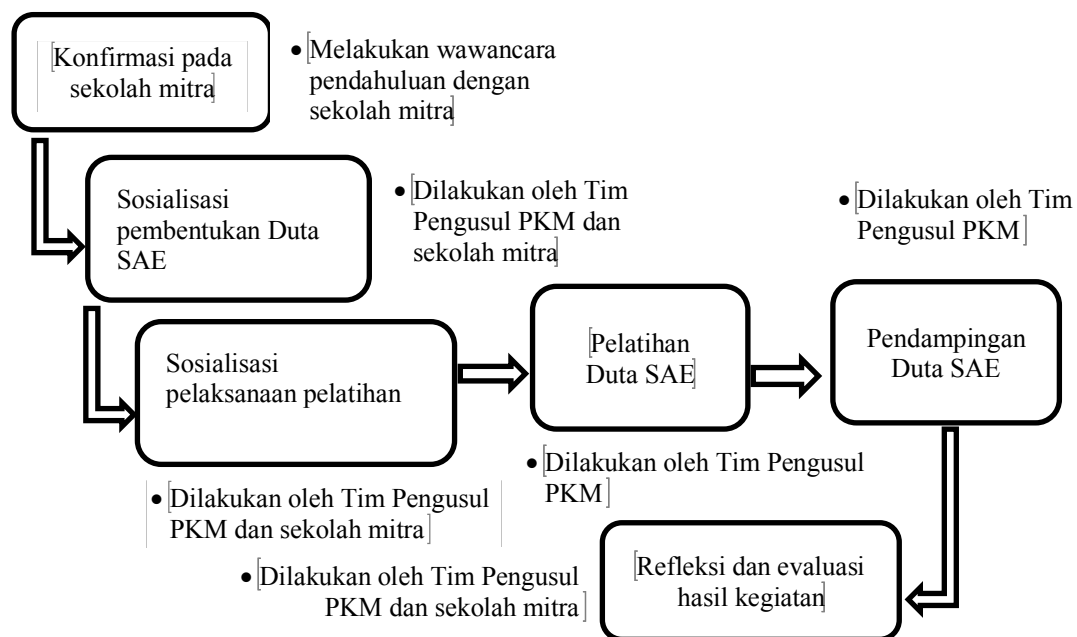 Konfirmasi pada
sekolah mitra
• Melakukan wawancara
pendahuluan dengan
sekolah mitra
Sosialisasi
pembentukan Duta
SAE
• Dilakukan oleh Tim
Pengusul PKM dan
sekolah mitra
Sosialisasi
pelaksanaan pelatihan
• Dilakukan oleh Tim Pengusul
PKM dan sekolah mitra
Pelatihan
Duta SAE
• Dilakukan oleh Tim Pengusul
PKM
• Dilakukan oleh Tim
Pengusul PKM
Pendampingan
Duta SAE
Refleksi dan evaluasi
hasil kegiatan
• Dilakukan oleh Tim Pengusul
PKM dan sekolah mitra